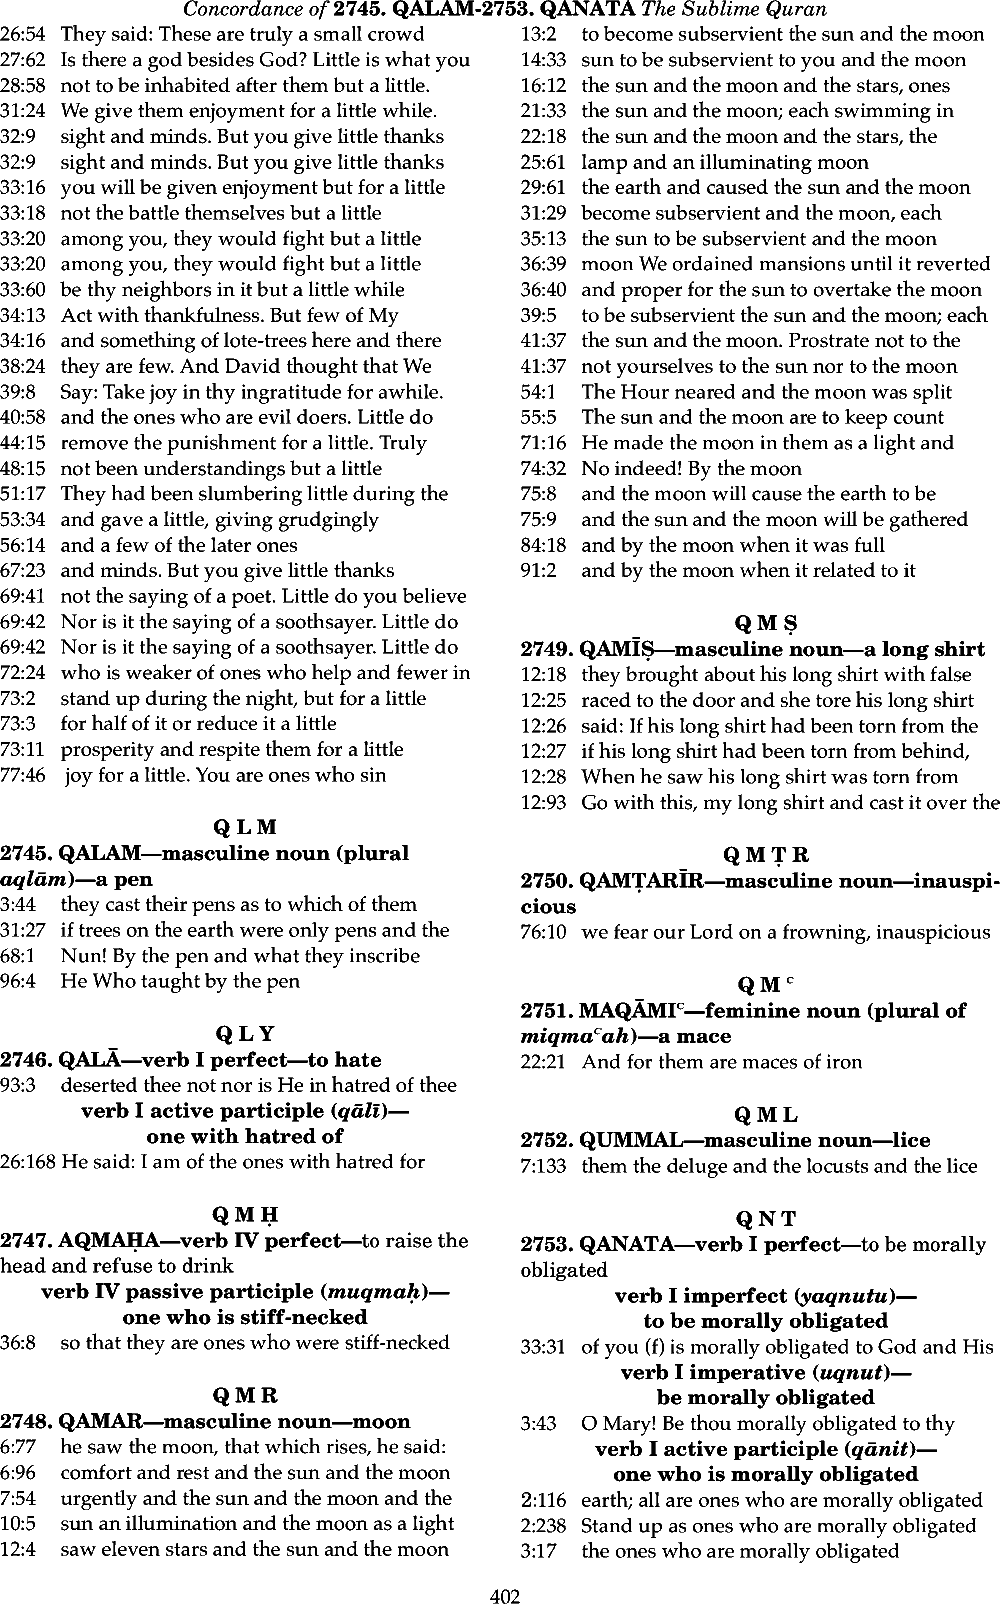 Concordance of 2745. QALAM-2753. QANATA The Sublime Quran
26:54 They said: These are truly a small crowd
27:62 Is there a god besides God? Little is what you
28:58 not to be inhabited after them but a little.
31:24 We give them enjoyment for a little while.
32:9 sight and minds. But you give little thanks
32:9 sight and minds. But you give little thanks
33:16 you will be given enjoyment but for a little
33:18 not the battle themselves but a little
33:20 among you, they would fight but a little
33:20 among you, they would fight but a little
33:60 be thy neighbors in it but a little while
34:13 Act with thankfulness. But few of My
34:16 and something of lote-trees here and there
38:24 they are few. And David thought that We
39:8 Say: Take joy in thy ingratitude for awhile.
40:58 and the ones who are evil doers. Little do
44:15 remove the punishment for a little. Truly
48:15 not been understandings but a little
51:17 They had been slumbering little during the
53:34 and gave a little, giving grudgingly
56:14 and a few of the later ones
67:23 and minds. But you give little thanks
69:41 not the saying of a poet. Little do you believe
69:42 Nor is it the saying of a soothsayer. Little do
69:42 Nor is it the saying of a soothsayer. Little do
72:24 who is weaker of ones who help and fewer in
73:2 stand up during the night, but for a little
73:3 for half of it or reduce it a little
73:11 prosperity and respite them for a little
77:46 joy for a little. You are ones who sin
Q L M
2745. QALAM—masculine noun (plural
aqlām)—a pen
3:44 they cast their pens as to which of them
31:27 if trees on the earth were only pens and the
68:1 Nun! By the pen and what they inscribe
96:4 He Who taught by the pen
Q L Y
2746. QALĀ—verb I perfect—to hate
93:3 deserted thee not nor is He in hatred of thee
verb I active participle (qālī)—
one with hatred of
26:168 He said: I am of the ones with hatred for
Q M Ḥ
2747. AQMAḤA—verb IV perfect—to raise the
head and refuse to drink
verb IV passive participle (muqmaḥ)—
one who is stiff-necked
36:8 so that they are ones who were stiff-necked
Q M R
2748. QAMAR—masculine noun—moon
6:77 he saw the moon, that which rises, he said:
6:96 comfort and rest and the sun and the moon
7:54 urgently and the sun and the moon and the
10:5 sun an illumination and the moon as a light
12:4 saw eleven stars and the sun and the moon
13:2 to become subservient the sun and the moon
14:33 sun to be subservient to you and the moon
16:12 the sun and the moon and the stars, ones
21:33 the sun and the moon; each swimming in
22:18 the sun and the moon and the stars, the
25:61 lamp and an illuminating moon
29:61 the earth and caused the sun and the moon
31:29 become subservient and the moon, each
35:13 the sun to be subservient and the moon
36:39 moon We ordained mansions until it reverted
36:40 and proper for the sun to overtake the moon
39:5 to be subservient the sun and the moon; each
41:37 the sun and the moon. Prostrate not to the
41:37 not yourselves to the sun nor to the moon
54:1 The Hour neared and the moon was split
55:5 The sun and the moon are to keep count
71:16 He made the moon in them as a light and
74:32 No indeed! By the moon
75:8 and the moon will cause the earth to be
75:9 and the sun and the moon will be gathered
84:18 and by the moon when it was full
91:2 and by the moon when it related to it
Q M Ṣ
2749. QAMĪṢ—masculine noun—a long shirt
12:18 they brought about his long shirt with false
12:25 raced to the door and she tore his long shirt
12:26 said: If his long shirt had been torn from the
12:27 if his long shirt had been torn from behind,
12:28 When he saw his long shirt was torn from
12:93 Go with this, my long shirt and cast it over the
Q M Ṭ R
2750. QAMṬARĪR—masculine noun—inauspi-
cious
76:10 we fear our Lord on a frowning, inauspicious
Q M ᶜ
2751. MAQĀMIᶜ—feminine noun (plural of
miqmaᶜah)—a mace
22:21 And for them are maces of iron
Q M L
2752. QUMMAL—masculine noun—lice
7:133 them the deluge and the locusts and the lice
Q N T
2753. QANATA—verb I perfect—to be morally
obligated
verb I imperfect (yaqnutu)—
to be morally obligated
33:31 of you (f) is morally obligated to God and His
verb I imperative (uqnut)—
be morally obligated
3:43 O Mary! Be thou morally obligated to thy
verb I active participle (qānit)—
one who is morally obligated
2:116 earth; all are ones who are morally obligated
2:238 Stand up as ones who are morally obligated
3:17 the ones who are morally obligated
402